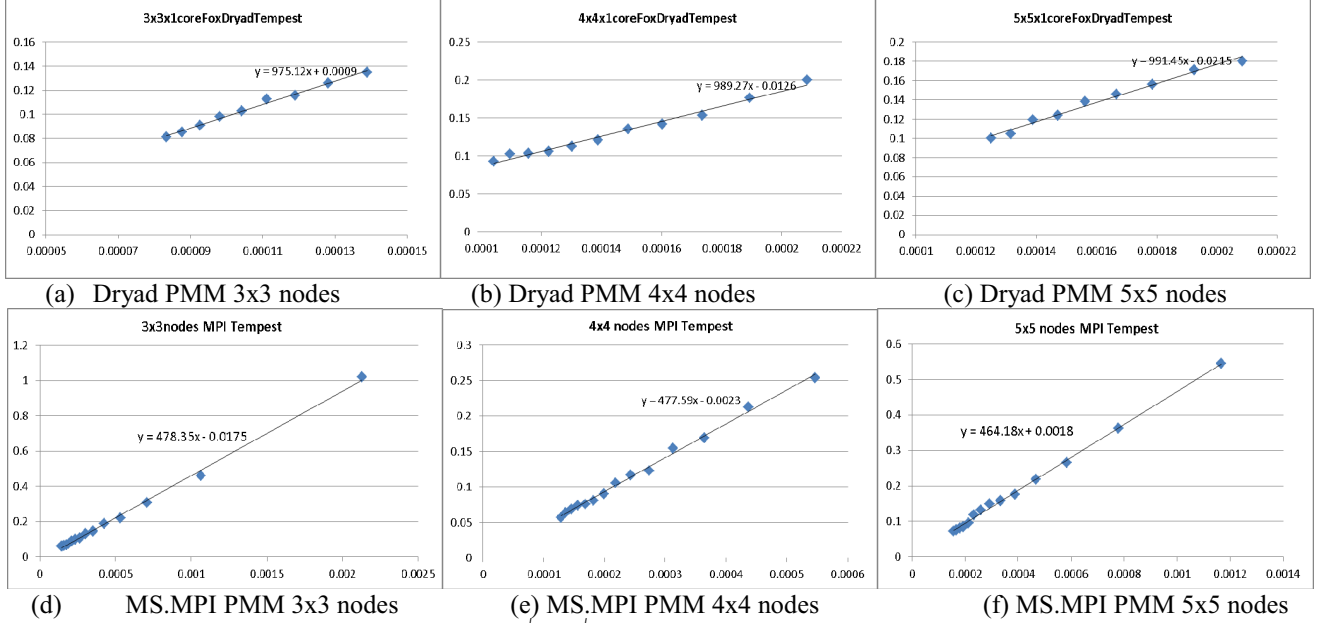 3x3x1coreFoxDryadTempest
0.16
0.14
0.12
0.1
0.08
0.06
0.04
0.02
0
y = 975.12x + 0.0009
0.00005 0.00007 0.00009 0.00011 0.00013 0.00015
(a) Dryad PMM 3x3 nodes
4x4x1coreFoxDryadTempest
0.25
0.2
0.15
0.1
0.05
0
y = 989.27x - 0.0126
0.0001 0.00012 0.00014 0.00016 0.00018 0.0002 0.00022
(b) Dryad PMM 4x4 nodes
5x5x1coreFoxDryadTempest
0.2
0.18
0.16
0.14
0.12
0.1
0.08
0.06
0.04
0.02
0
y = 991.45x - 0.0215
0.0001 0.00012 0.00014 0.00016 0.00018 0.0002 0.00022
(c) Dryad PMM 5x5 nodes
3x3nodes MPI Tempest
1.2
1
0.8
0.6
0.4
0.2
0
y = 478.35x - 0.0175
0 0.0005 0.001 0.0015 0.002 0.0025
(d) MS.MPI PMM 3x3 nodes
4x4 nodes MPI Tempest
0.3
0.25
0.2
0.15
0.1
0.05
0
y = 477.59x - 0.0023
0 0.0001 0.0002 0.0003 0.0004 0.0005 0.0006
(e) MS.MPI PMM 4x4 nodes
5x5 nodes MPI Tempest
0.6
0.5
0.4
0.3
0.2
0.1
0
y = 464.18x + 0.0018
0 0.0002 0.0004 0.0006 0.0008 0.001 0.0012 0.0014
(f) MS.MPI PMM 5x5 nodes